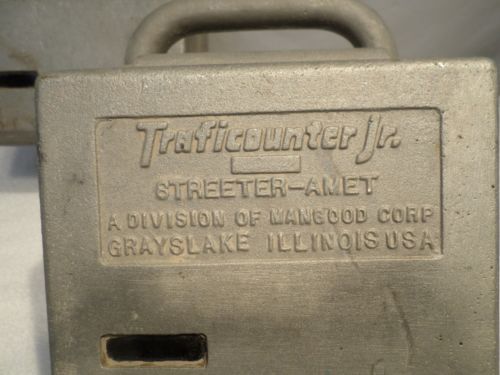 Traficounter Jr.
STREETER-AMET
A DIVISION OF MANGOOD CORP
GRAYSLAKE ILLINOIS USA